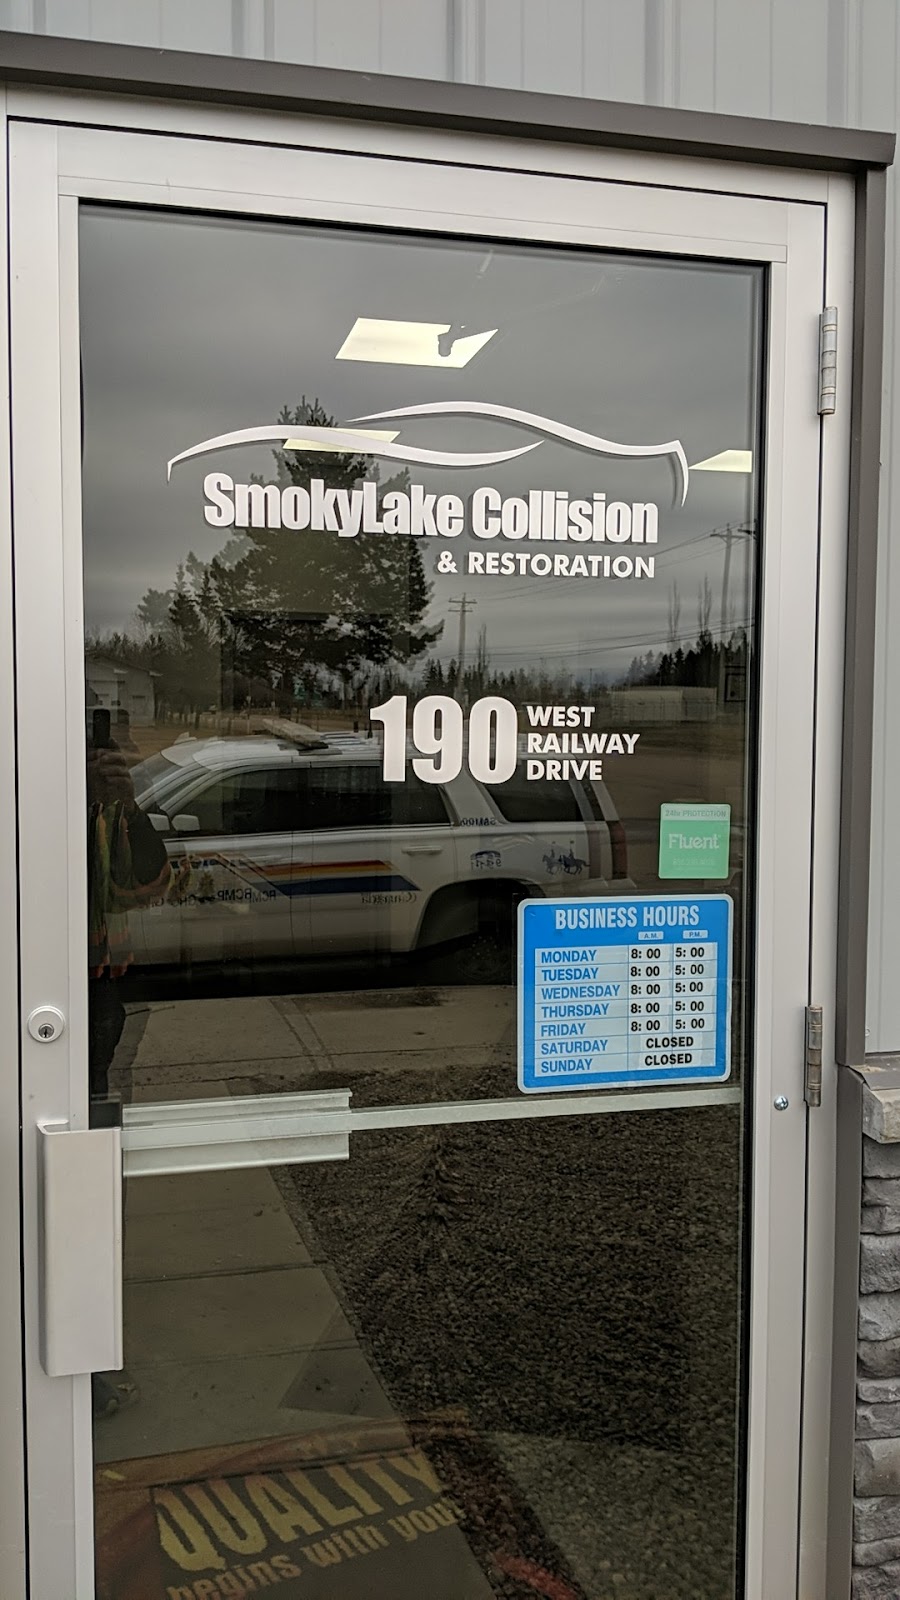 SmokyLake Collision
& RESTORATION
190 WEST
RAILWAY
DRIVE
24Hr PROTECTION
Fluent
BUSINESS HOURS
A.M. P.M.
MONDAY 8:00 5:00
TUESDAY 8:00 5:00
WEDNESDAY 8:00 5:00
THURSDAY 8:00 5:00
FRIDAY 8:00 5:00
SATURDAY CLOSED
SUNDAY CLOSED
QUALITY
begins with you